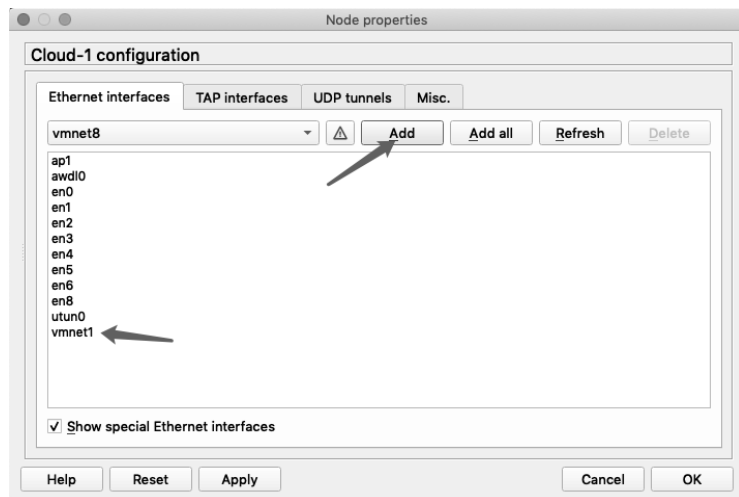 Node properties
Cloud-1 configuration
Ethernet interfaces TAP interfaces UDP tunnels Misc.
vmnet8 Add Add all Refresh Delete
ap1
awdl0
en0
en1
en2
en3
en4
en5
en6
en8
utun0
vmnet1
Show special Ethernet interfaces
Help Reset Apply Cancel OK